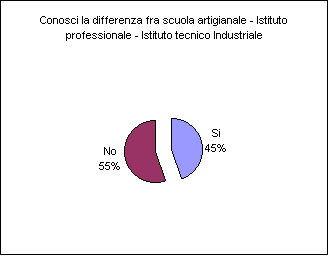 Conosci la differenza fra scuola artigianale - Istituto
professionale - Istituto tecnico Industriale
Si
45%
No
55%